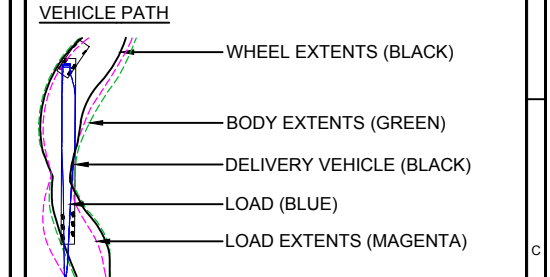 VEHICLE PATH
WHEEL EXTENTS (BLACK)
BODY EXTENTS (GREEN)
DELIVERY VEHICLE (BLACK)
LOAD (BLUE)
LOAD EXTENTS (MAGENTA)
C